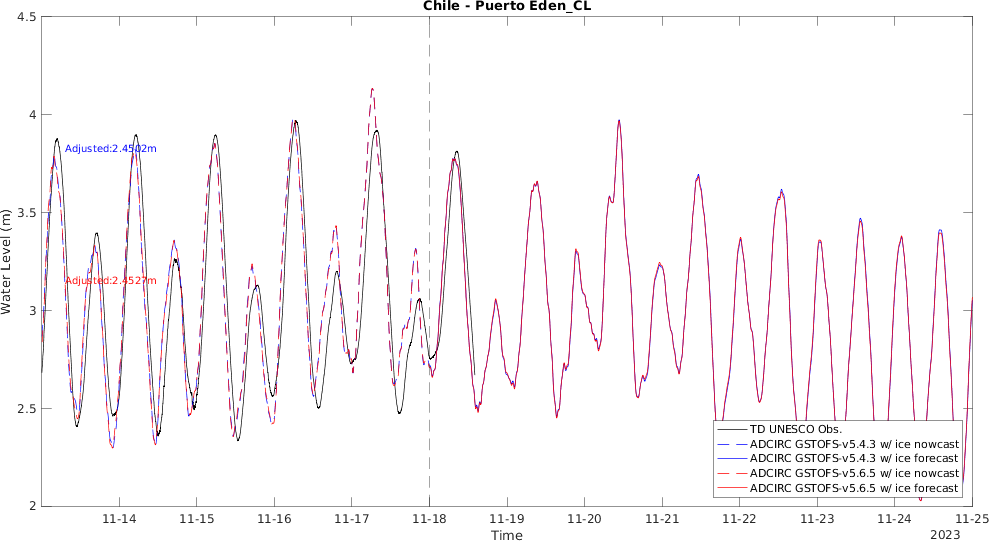 Chile - Puerto Eden_CL
4.5
4
3.5
3
2.5
2
Water Level (m)
Adjusted:2.4502m
Adjusted:2.4527m
TD UNESCO Obs.
ADCIRC GSTOFS-v5.4.3 w/ ice nowcast
ADCIRC GSTOFS-v5.4.3 w/ ice forecast
ADCIRC GSTOFS-v5.6.5 w/ ice nowcast
ADCIRC GSTOFS-v5.6.5 w/ ice forecast
11-14 11-15 11-16 11-17 11-18 11-19 11-20 11-21 11-22 11-23 11-24 11-25
Time
2023